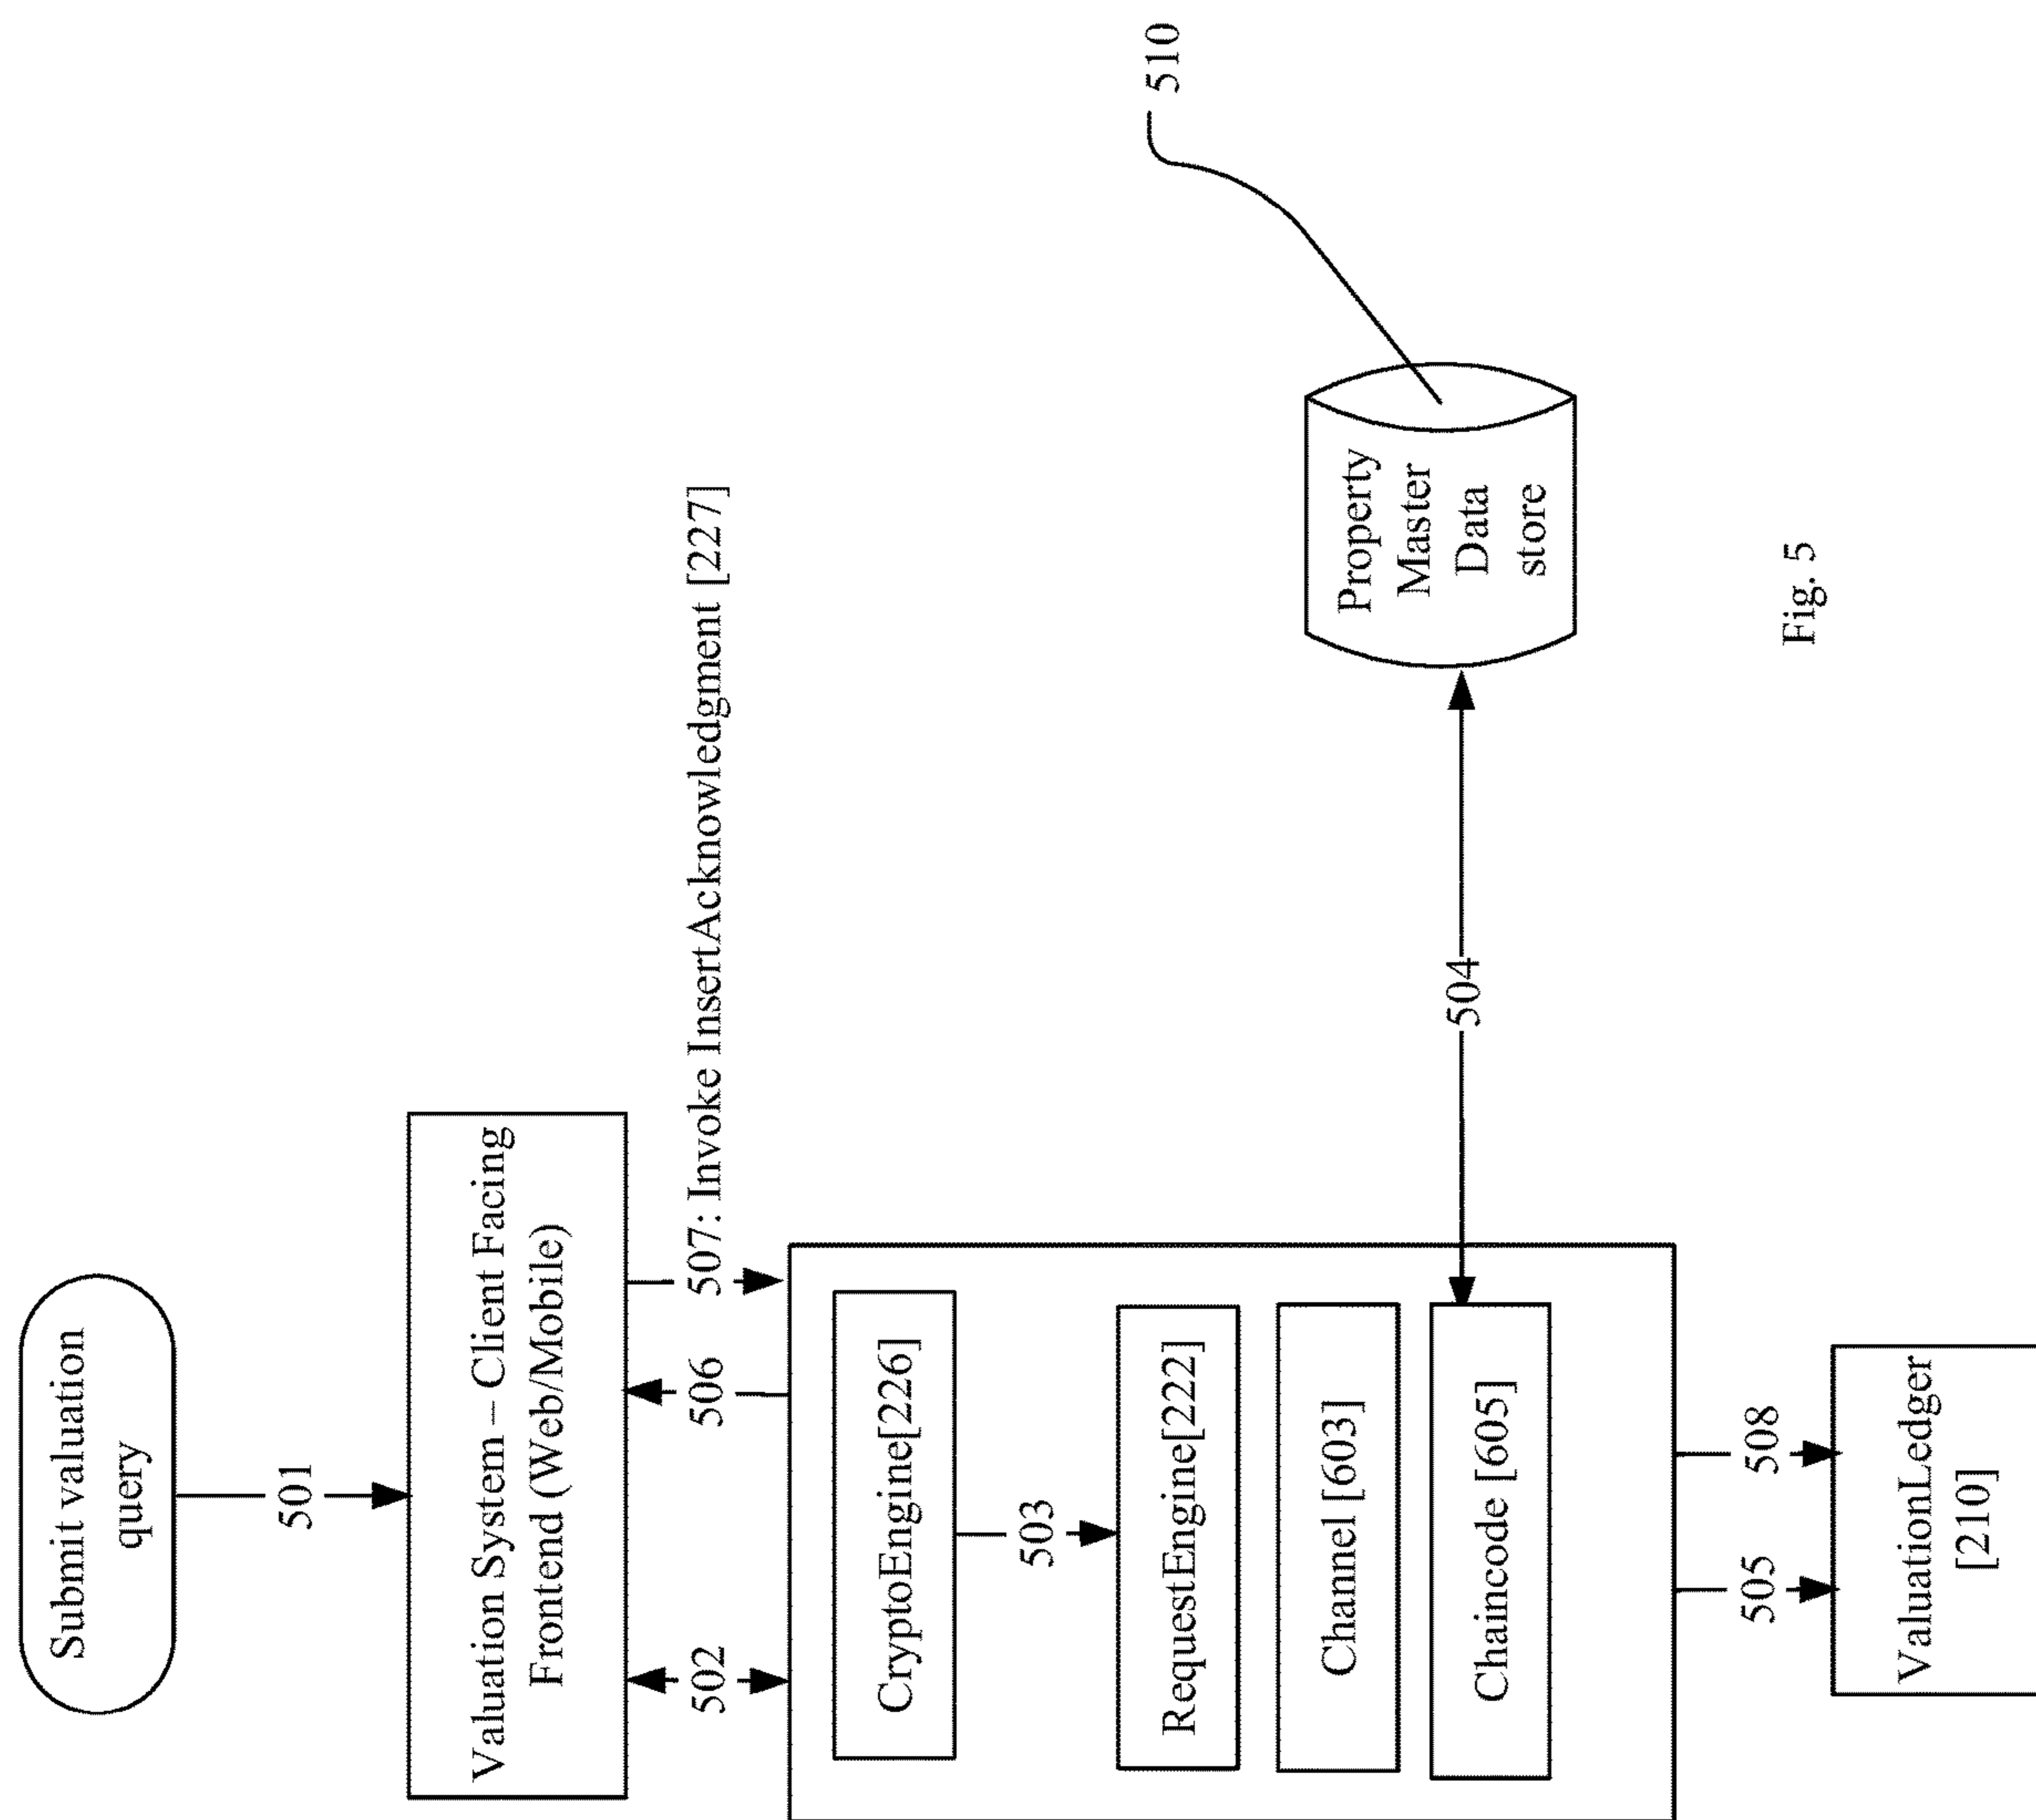 Submit valuation
query
501
Valuation System – Client Facing
Frontend (Web/Mobile)
502
506
507: Invoke InsertAcknowledgment [227]
CryptoEngine[226]
503
RequestEngine[222]
Channel [603]
Chaincode [605]
504
Property
Master
Data
store
510
505
508
ValuationLedger
[210]
Fig. 5